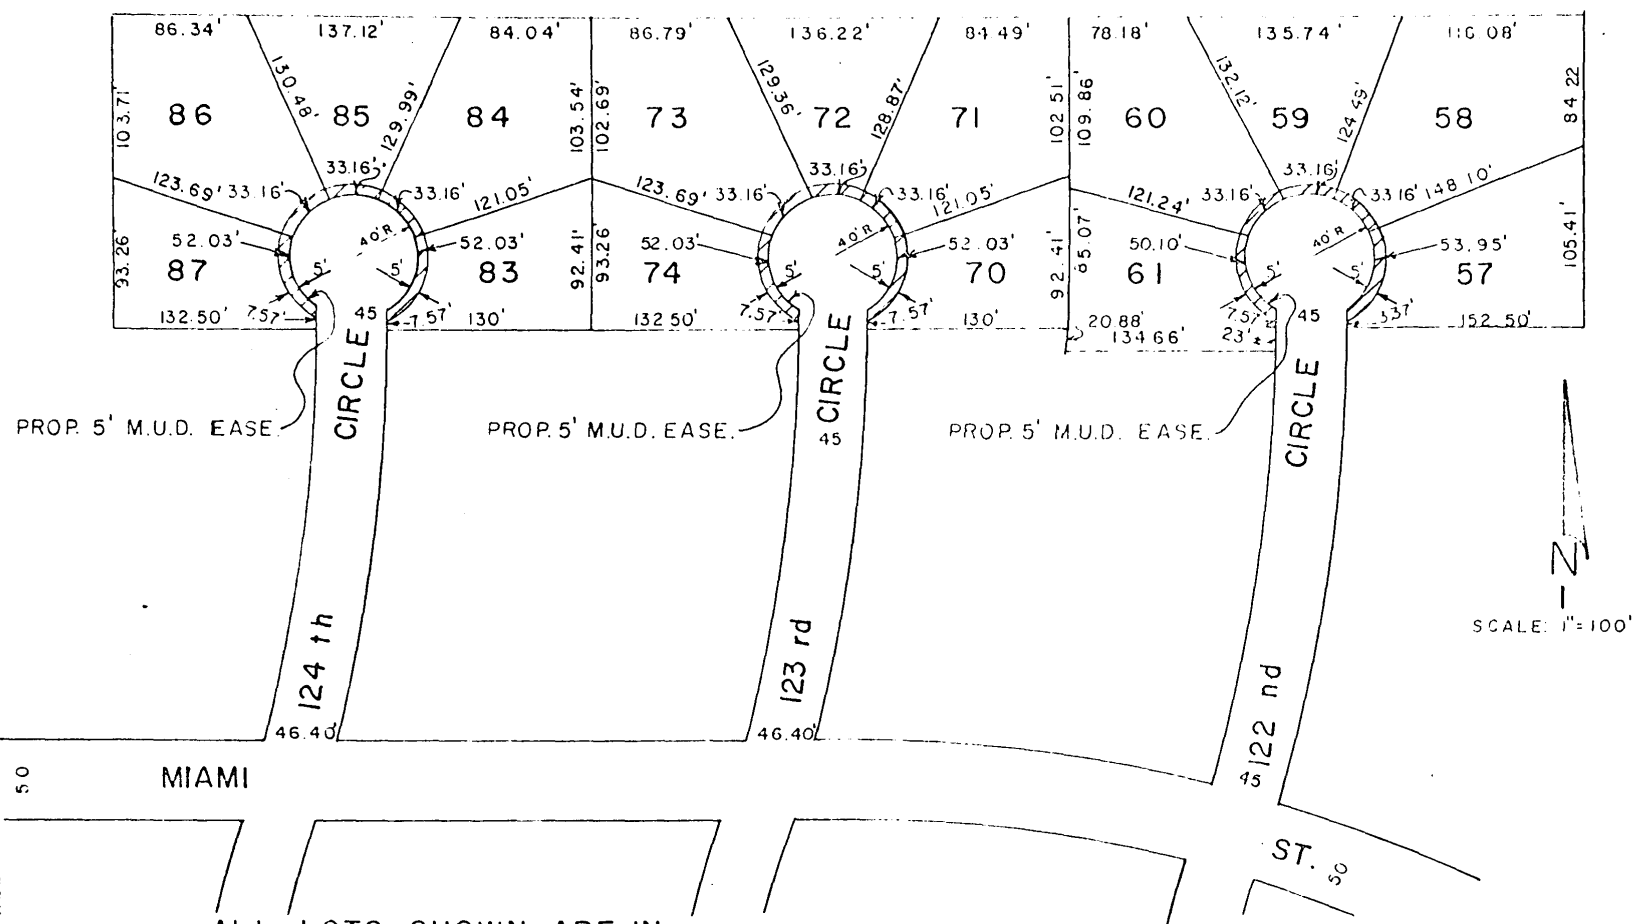 86.34' 137.12' 84.04' 86.79' 136.22' 84.49' 78.18' 135.74' 110.08'
103.71' 130.48' 129.99' 103.54' 102.69' 129.36' 128.87' 102.51' 109.86' 132.12' 124.49' 84.22
86 85 84 73 72 71 60 59 58
33.16' 33.16' 33.16'
123.69' 33.16' 33.16' 121.05' 123.69' 33.16' 33.16' 121.05' 121.24' 33.16' 33.16' 148.10'
40'R 40'R 40'R
93.26' 52.03' 52.03' 92.41' 93.26 52.03' 52.03' 92.41' 85.07' 50.10' 53.95' 105.41'
87 5' 5' 83 74 5' 5' 70 61 5' 5' 57
132.50' 7.57' 45 7.57' 130' 132.50' 7.57' 7.57' 130' 20.88' 7.57' 45 152.50'
134.66' 23'±
PROP. 5' M.U.D. EASE. PROP. 5' M.U.D. EASE. PROP. 5' M.U.D. EASE.
45
124 th CIRCLE
123 rd CIRCLE
122 nd CIRCLE
N
SCALE: 1"=100'
46.40' 46.40'
50 MIAMI ST. 50
45
ALL LOTS SHOWN ARE IN